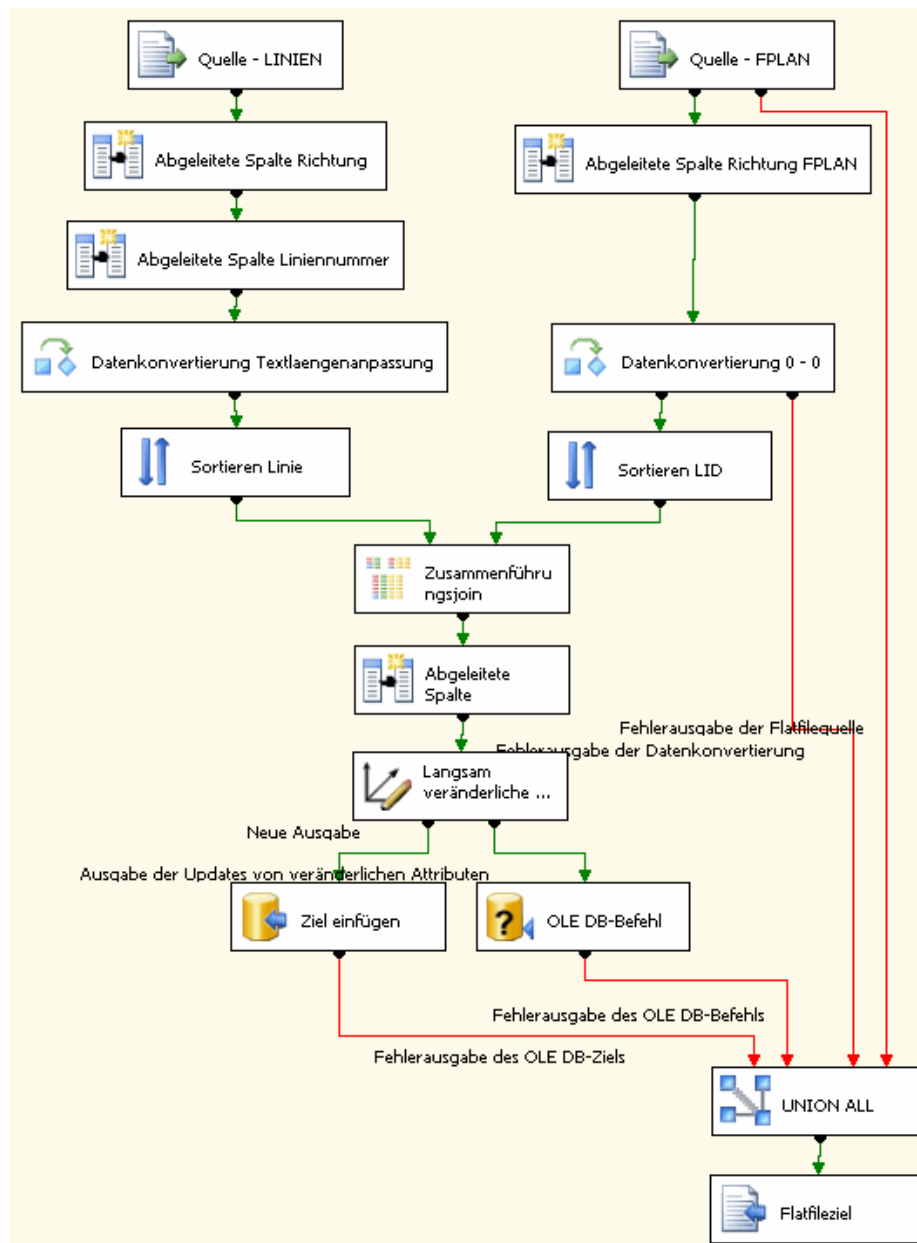 Quelle - LINIEN
Quelle - FPLAN
Abgeleitete Spalte Richtung
Abgeleitete Spalte Richtung FPLAN
Abgeleitete Spalte Liniennummer
Datenkonvertierung Textlaengenanpassung
Datenkonvertierung 0 - 0
Sortieren Linie
Sortieren LID
Zusammenführu
ngsjoin
Abgeleitete
Spalte
Fehlerausgabe der Flatfilequelle
Fehlerausgabe der Datenkonvertierung
Langsam
veränderliche ...
Neue Ausgabe
Ausgabe der Updates von veränderlichen Attributen
Ziel einfügen
OLE DB-Befehl
Fehlerausgabe des OLE DB-Befehls
Fehlerausgabe des OLE DB-Ziels
UNION ALL
Flatfileziel